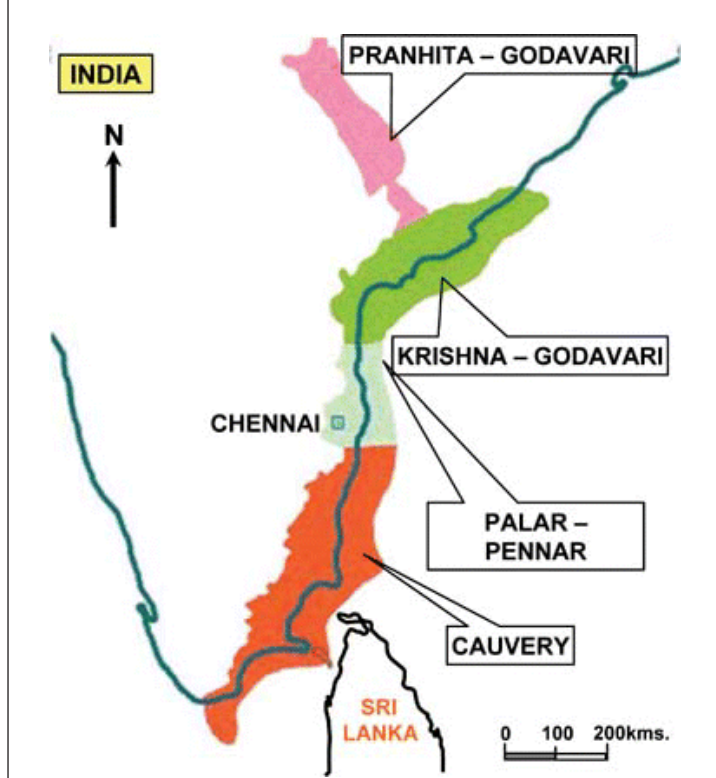 PRANHITA – GODAVARI
INDIA
N
KRISHNA – GODAVARI
CHENNAI
PALAR –
PENNAR
CAUVERY
SRI
LANKA
0 100 200kms.